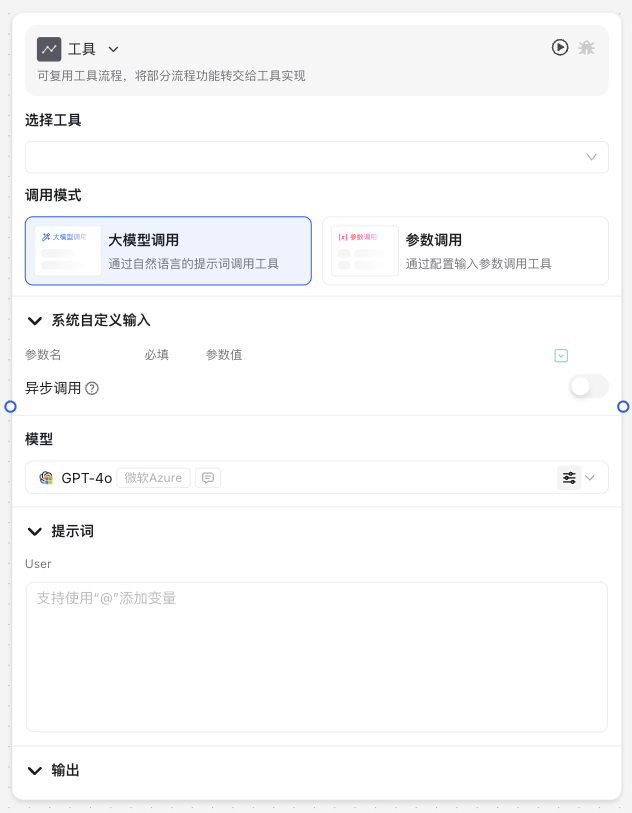 工具
可复用工具流程，将部分流程功能转交给工具实现
选择工具
调用模式
大模型调用
大模型调用
通过自然语言的提示词调用工具
{x} 参数调用
参数调用
通过配置输入参数调用工具
系统自定义输入
参数名 必填 参数值
异步调用 ?
模型
GPT-4o 微软Azure
提示词
User
支持使用“@”添加变量
输出